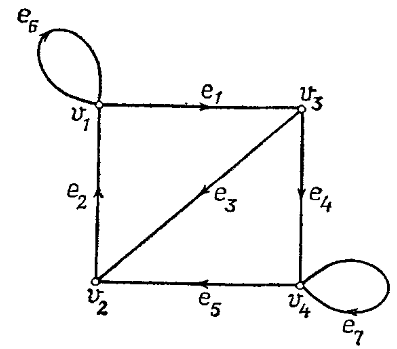 e₆
e₁
v₁
v₃
e₂
e₃
e₄
v₂
e₅
v₄
e₇